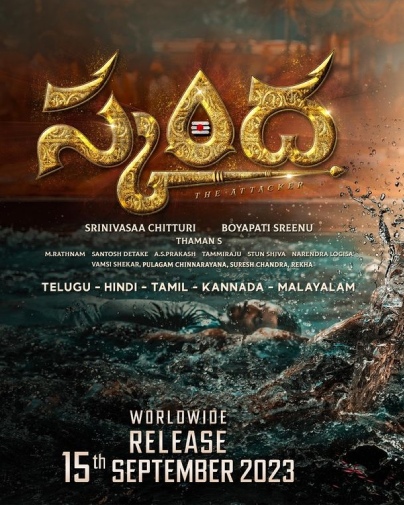 స్కంద
THE ATTACKER
SRINIVASAA CHITTURI BOYAPATI SREENU
THAMAN S
M.RATHNAM SANTOSH DETAKE A.S.PRAKASH TAMMIRAJU STUN SHIVA NARENDRA LOGISA
VAMSI SHEKAR, PULAGAM CHINNARAYANA, SURESH CHANDRA, REKHA
TELUGU - HINDI - TAMIL - KANNADA - MALAYALAM
WORLDWIDE
RELEASE
15th SEPTEMBER 2023